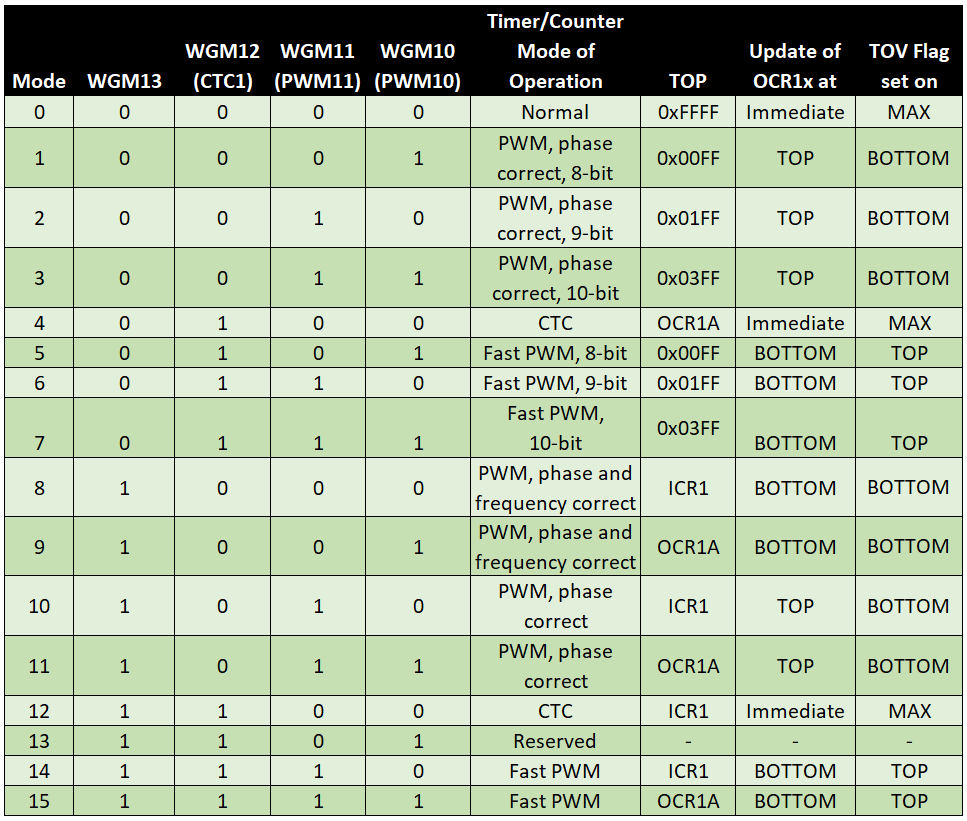 Mode WGM13 WGM12 (CTC1) WGM11 (PWM11) WGM10 (PWM10) Timer/Counter Mode of Operation TOP Update of OCR1x at TOV Flag set on
0 0 0 0 0 Normal 0xFFFF Immediate MAX
1 0 0 0 1 PWM, phase correct, 8-bit 0x00FF TOP BOTTOM
2 0 0 1 0 PWM, phase correct, 9-bit 0x01FF TOP BOTTOM
3 0 0 1 1 PWM, phase correct, 10-bit 0x03FF TOP BOTTOM
4 0 1 0 0 CTC OCR1A Immediate MAX
5 0 1 0 1 Fast PWM, 8-bit 0x00FF BOTTOM TOP
6 0 1 1 0 Fast PWM, 9-bit 0x01FF BOTTOM TOP
7 0 1 1 1 Fast PWM, 10-bit 0x03FF BOTTOM TOP
8 1 0 0 0 PWM, phase and frequency correct ICR1 BOTTOM BOTTOM
9 1 0 0 1 PWM, phase and frequency correct OCR1A BOTTOM BOTTOM
10 1 0 1 0 PWM, phase correct ICR1 TOP BOTTOM
11 1 0 1 1 PWM, phase correct OCR1A TOP BOTTOM
12 1 1 0 0 CTC ICR1 Immediate MAX
13 1 1 0 1 Reserved - - -
14 1 1 1 0 Fast PWM ICR1 BOTTOM TOP
15 1 1 1 1 Fast PWM OCR1A BOTTOM TOP